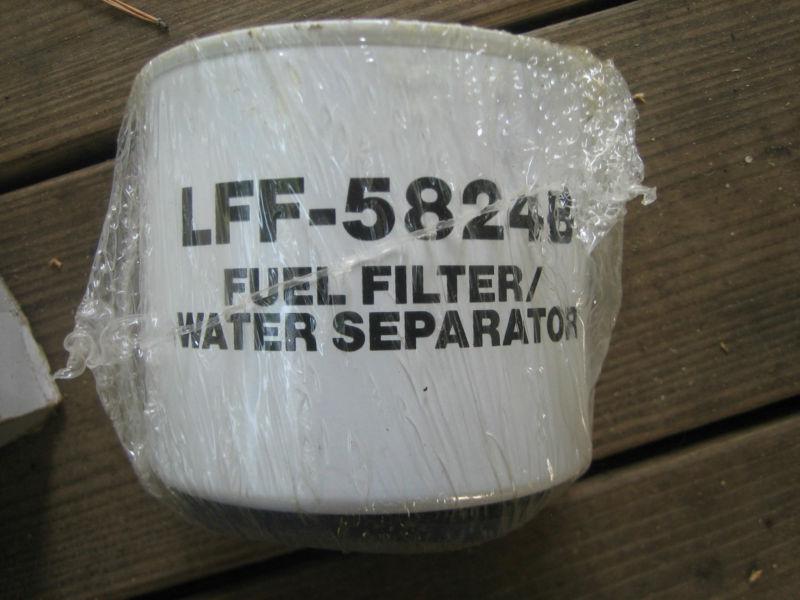 LFF-5824B
FUEL FILTER/
WATER SEPARATOR